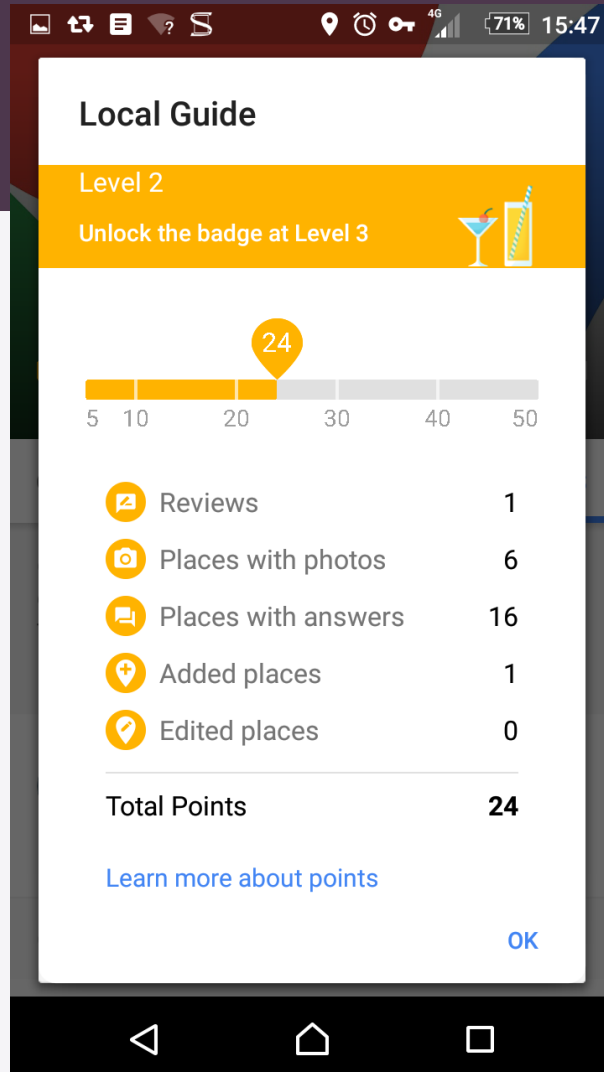 4G 71% 15:47
Local Guide
Level 2
Unlock the badge at Level 3
24
5 10 20 30 40 50
Reviews 1
Places with photos 6
Places with answers 16
Added places 1
Edited places 0
Total Points 24
Learn more about points
OK